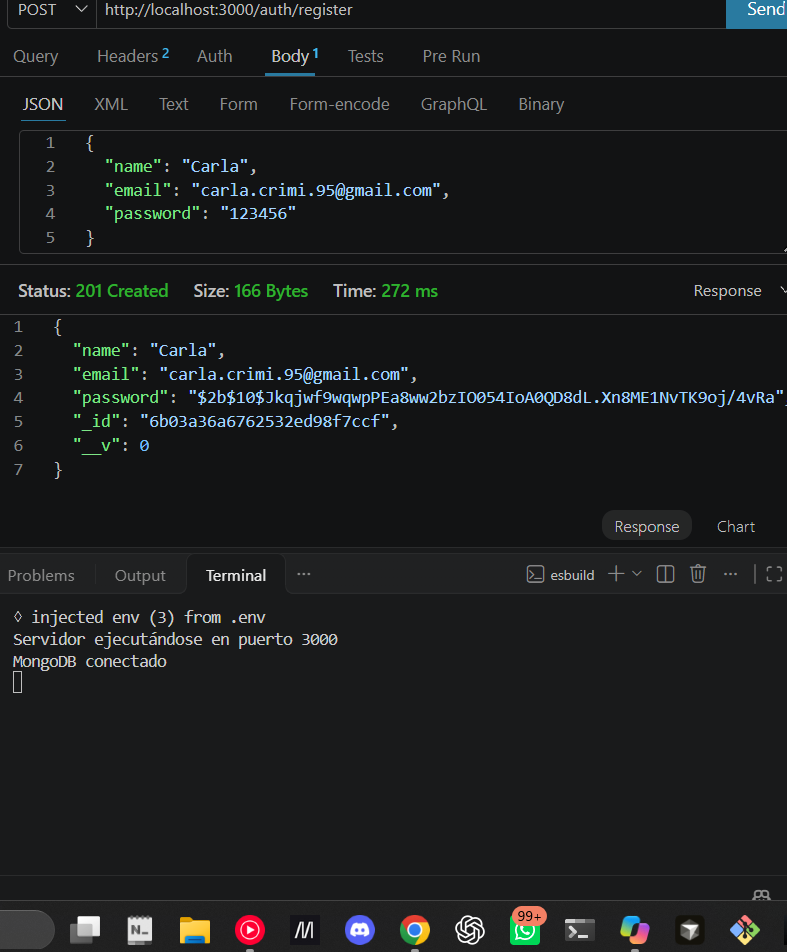 POST http://localhost:3000/auth/register Send
Query Headers 2 Auth Body 1 Tests Pre Run
JSON XML Text Form Form-encode GraphQL Binary
1 {
2 "name": "Carla",
3 "email": "carla.crimi.95@gmail.com",
4 "password": "123456"
5 }
Status: 201 Created Size: 166 Bytes Time: 272 ms Response
1 {
2 "name": "Carla",
3 "email": "carla.crimi.95@gmail.com",
4 "password": "$2b$10$Jkqjwf9wqwpPEa8ww2bzIO054IoA0QD8dL.Xn8ME1NvTK9oj/4vRa",
5 "_id": "6b03a36a6762532ed98f7ccf",
6 "__v": 0
7 }
Response Chart
Problems Output Terminal ··· esbuild ···
◊ injected env (3) from .env
Servidor ejecutándose en puerto 3000
MongoDB conectado
99+